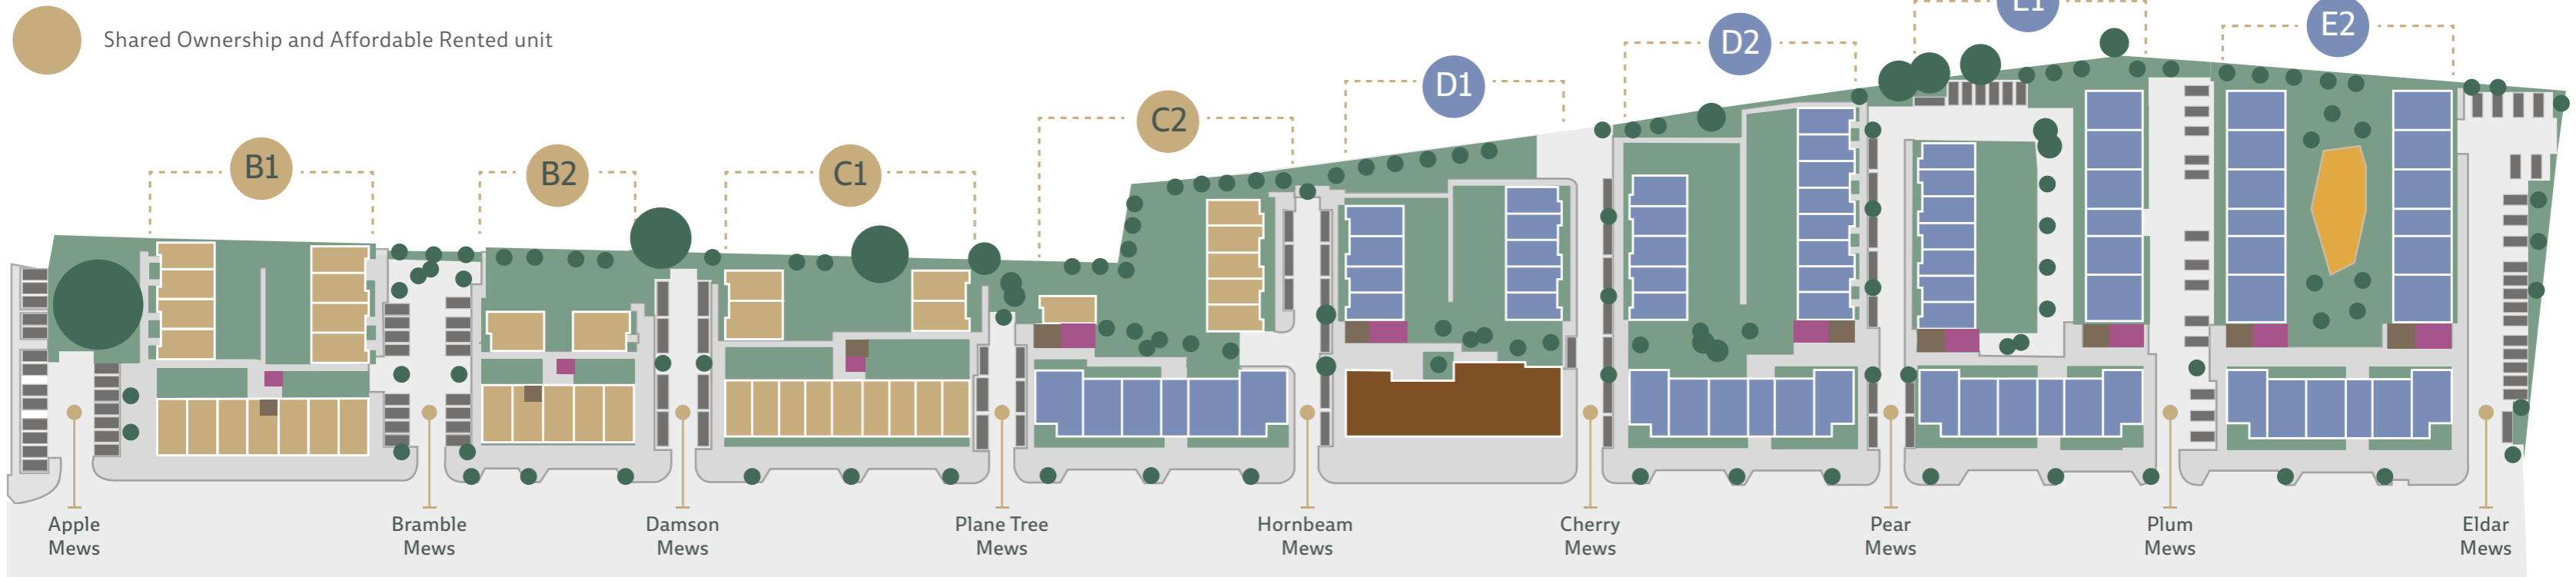 Shared Ownership and Affordable Rented unit
B1
B2
C1
C2
D1
D2
E1
E2
Apple
Mews
Bramble
Mews
Damson
Mews
Plane Tree
Mews
Hornbeam
Mews
Cherry
Mews
Pear
Mews
Plum
Mews
Eldar
Mews